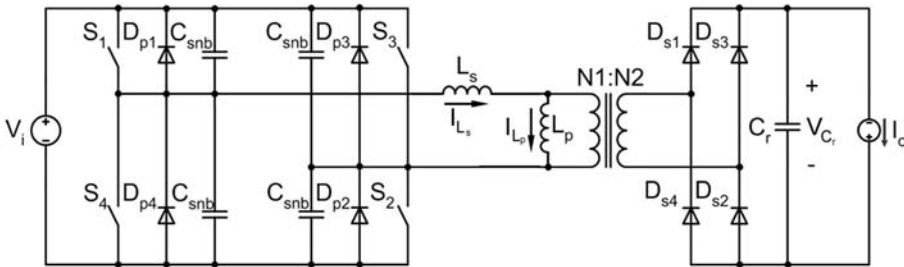 S1 Dp1 Csnb Csnb Dp3 S3
Ds1 Ds3
Ls N1:N2
ILs
Vi ILp Lp Cr + VCr - Io
S4 Dp4 Csnb Csnb Dp2 S2
Ds4 Ds2